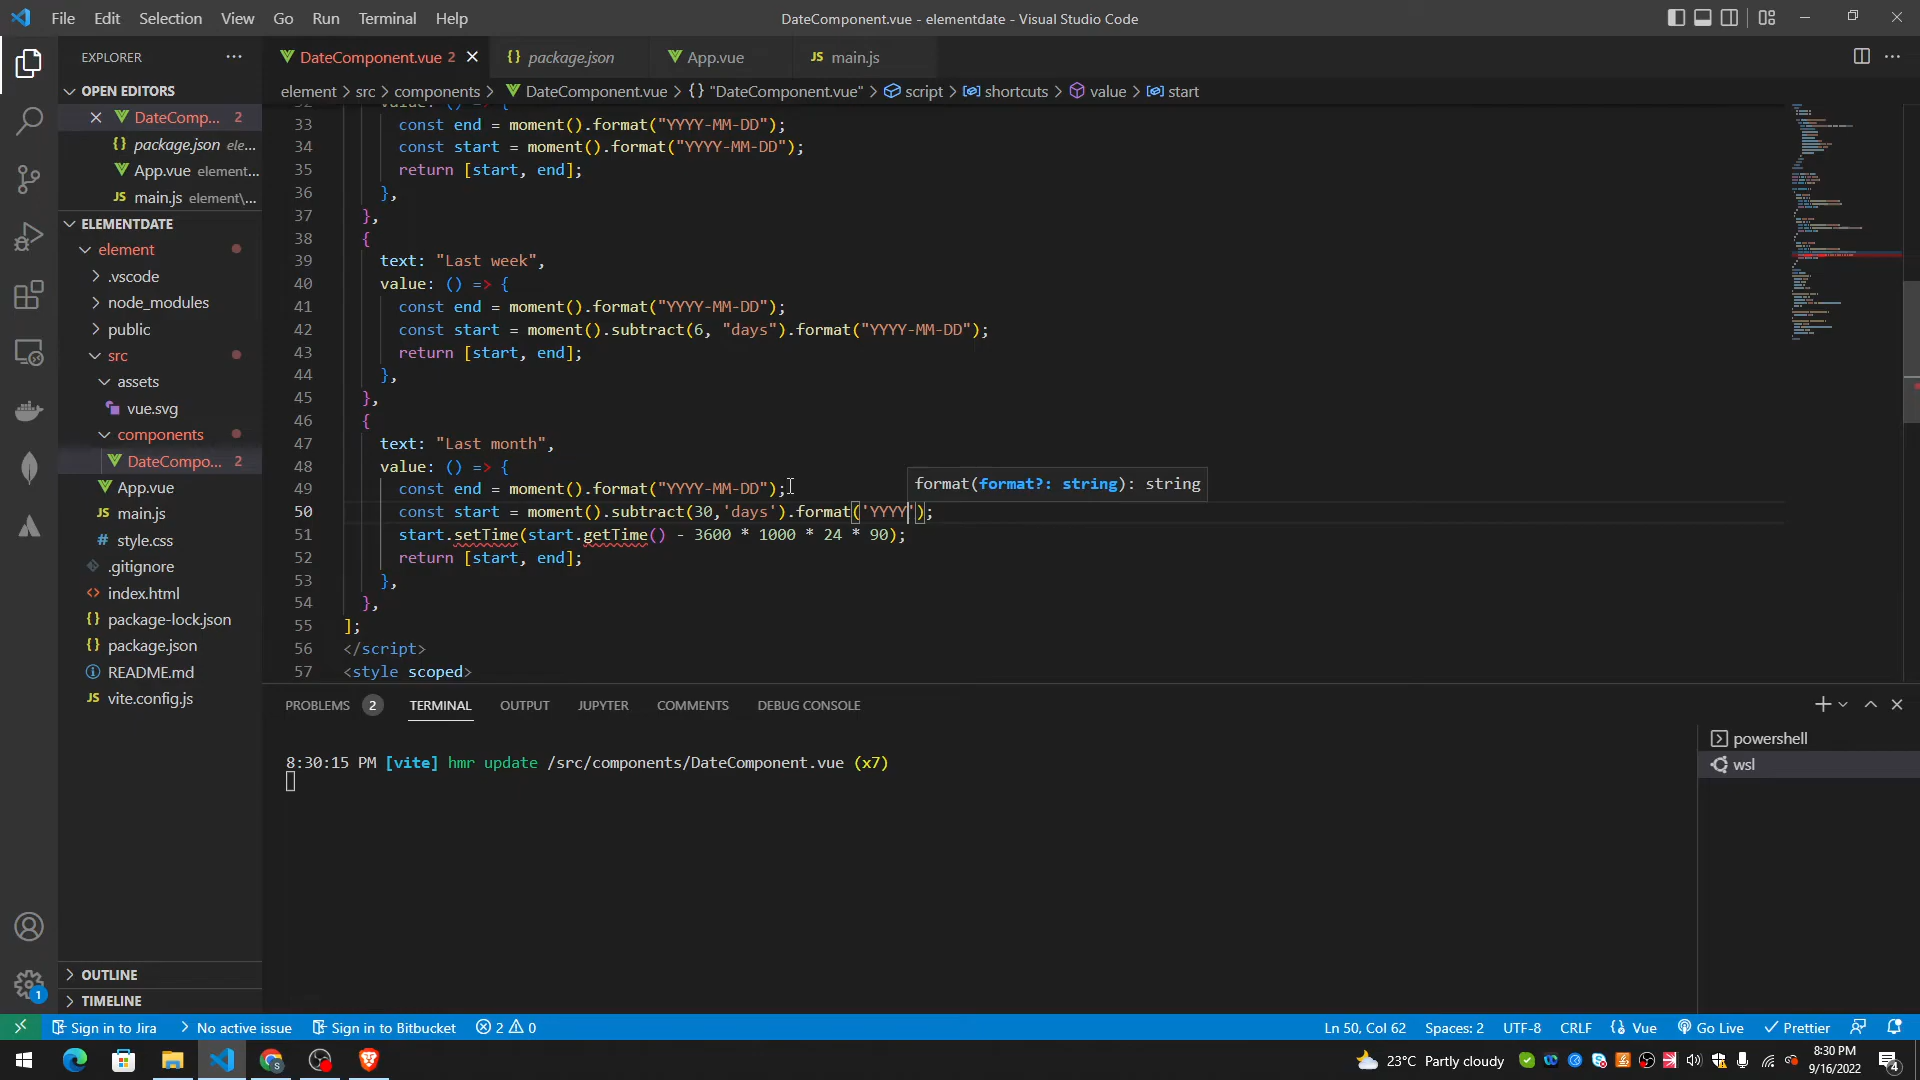 File Edit Selection View Go Run Terminal Help
DateComponent.vue - elementdate - Visual Studio Code
EXPLORER
OPEN EDITORS
DateComp... 2
{} package.json ele...
App.vue element...
JS main.js element\...
ELEMENTDATE
element
.vscode
node_modules
public
src
assets
vue.svg
components
DateCompo... 2
App.vue
JS main.js
# style.css
.gitignore
<> index.html
{} package-lock.json
{} package.json
README.md
JS vite.config.js
OUTLINE
TIMELINE
DateComponent.vue 2
{} package.json
App.vue
JS main.js
element > src > components > DateComponent.vue > {} "DateComponent.vue" > script > shortcuts > value > start
32 value: () => {
33 const end = moment().format("YYYY-MM-DD");
34 const start = moment().format("YYYY-MM-DD");
35 return [start, end];
36 },
37 },
38 {
39 text: "Last week",
40 value: () => {
41 const end = moment().format("YYYY-MM-DD");
42 const start = moment().subtract(6, "days").format("YYYY-MM-DD");
43 return [start, end];
44 },
45 },
46 {
47 text: "Last month",
48 value: () => {
49 const end = moment().format("YYYY-MM-DD");
format(format?: string): string
50 const start = moment().subtract(30,'days').format('YYYY');
51 start.setTime(start.getTime() - 3600 * 1000 * 24 * 90);
52 return [start, end];
53 },
54 },
55 ];
56 </script>
57 <style scoped>
PROBLEMS 2 TERMINAL OUTPUT JUPYTER COMMENTS DEBUG CONSOLE
8:30:15 PM [vite] hmr update /src/components/DateComponent.vue (x7)
powershell
wsl
1
Sign in to Jira
No active issue
Sign in to Bitbucket
2 0
Ln 50, Col 62
Spaces: 2
UTF-8
CRLF
{} Vue
Go Live
Prettier
23°C Partly cloudy
8:30 PM
9/16/2022
4